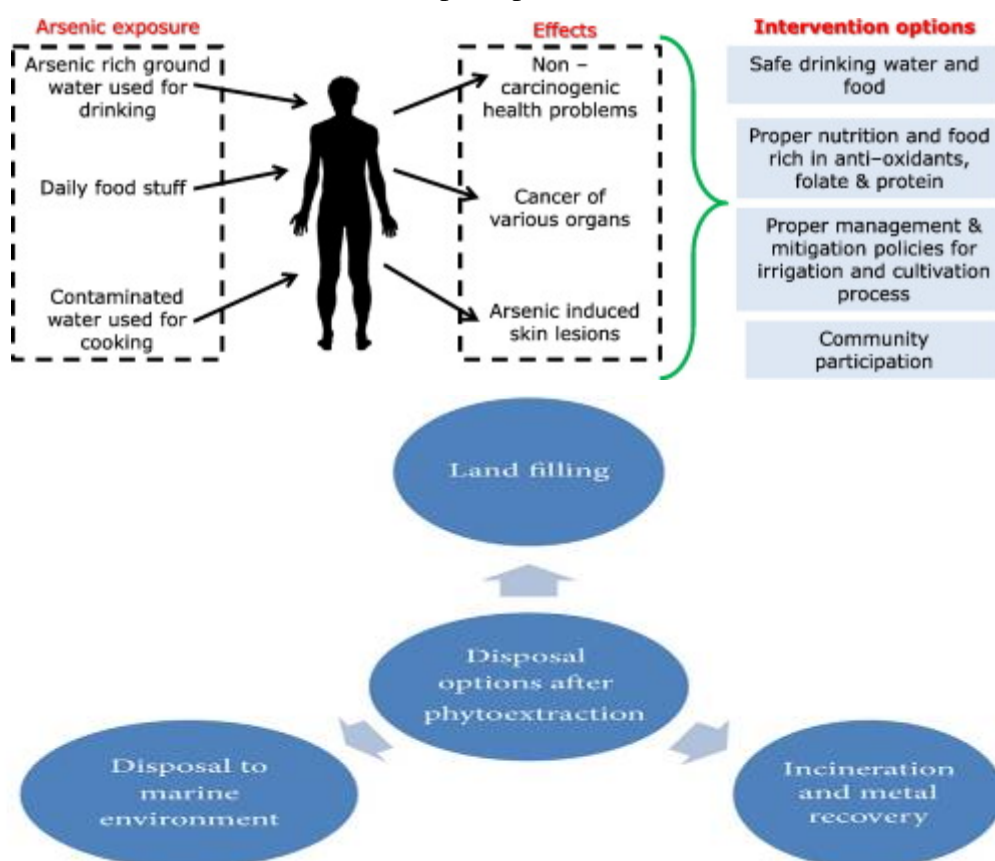 Arsenic exposure
Arsenic rich ground
water used for
drinking
Daily food stuff
Contaminated
water used for
cooking
Effects
Non –
carcinogenic
health problems
Cancer of
various organs
Arsenic induced
skin lesions
Intervention options
Safe drinking water and
food
Proper nutrition and food
rich in anti–oxidants,
folate & protein
Proper management &
mitigation policies for
irrigation and cultivation
process
Community
participation
Land filling
Disposal
options after
phytoextraction
Disposal to
marine
environment
Incineration
and metal
recovery